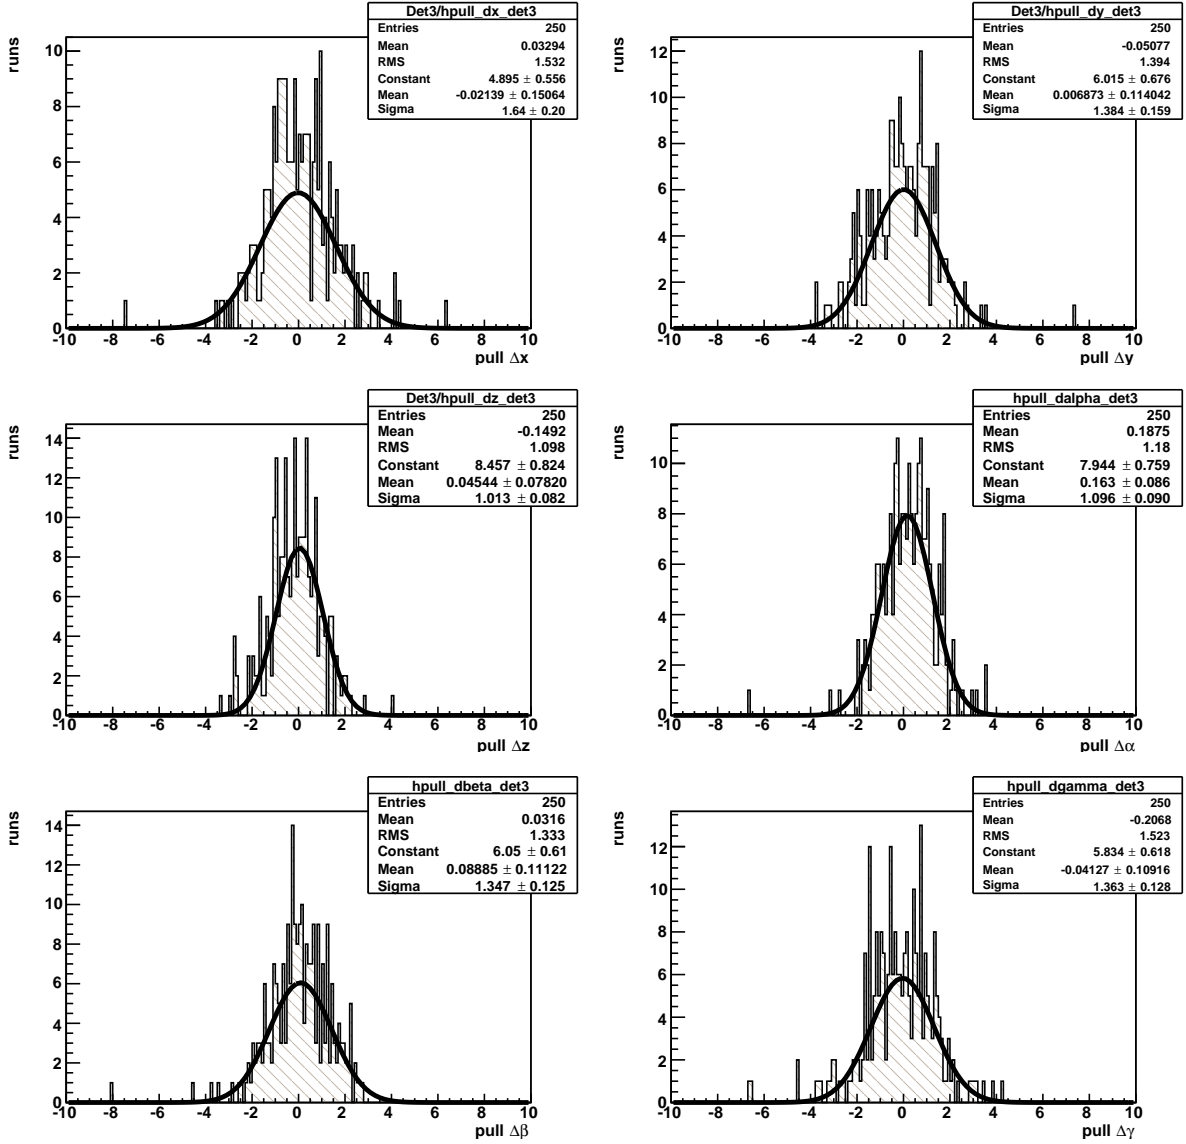 Det3/hpull_dx_det3
Entries 250
Mean 0.03294
RMS 1.532
Constant 4.895 ± 0.556
Mean -0.02139 ± 0.15064
Sigma 1.64 ± 0.20
runs
10
8
6
4
2
0
-10 -8 -6 -4 -2 0 2 4 6 8 10
pull Δx
Det3/hpull_dy_det3
Entries 250
Mean -0.05077
RMS 1.394
Constant 6.015 ± 0.676
Mean 0.006873 ± 0.114042
Sigma 1.384 ± 0.159
runs
12
10
8
6
4
2
0
-10 -8 -6 -4 -2 0 2 4 6 8 10
pull Δy
Det3/hpull_dz_det3
Entries 250
Mean -0.1492
RMS 1.098
Constant 8.457 ± 0.824
Mean 0.04544 ± 0.07820
Sigma 1.013 ± 0.082
runs
14
12
10
8
6
4
2
0
-10 -8 -6 -4 -2 0 2 4 6 8 10
pull Δz
hpull_dalpha_det3
Entries 250
Mean 0.1875
RMS 1.18
Constant 7.944 ± 0.759
Mean 0.163 ± 0.086
Sigma 1.096 ± 0.090
runs
10
8
6
4
2
0
-10 -8 -6 -4 -2 0 2 4 6 8 10
pull Δα
hpull_dbeta_det3
Entries 250
Mean 0.0316
RMS 1.333
Constant 6.05 ± 0.61
Mean 0.08885 ± 0.11122
Sigma 1.347 ± 0.125
runs
14
12
10
8
6
4
2
0
-10 -8 -6 -4 -2 0 2 4 6 8 10
pull Δβ
hpull_dgamma_det3
Entries 250
Mean -0.2068
RMS 1.523
Constant 5.834 ± 0.618
Mean -0.04127 ± 0.10916
Sigma 1.363 ± 0.128
runs
12
10
8
6
4
2
0
-10 -8 -6 -4 -2 0 2 4 6 8 10
pull Δγ